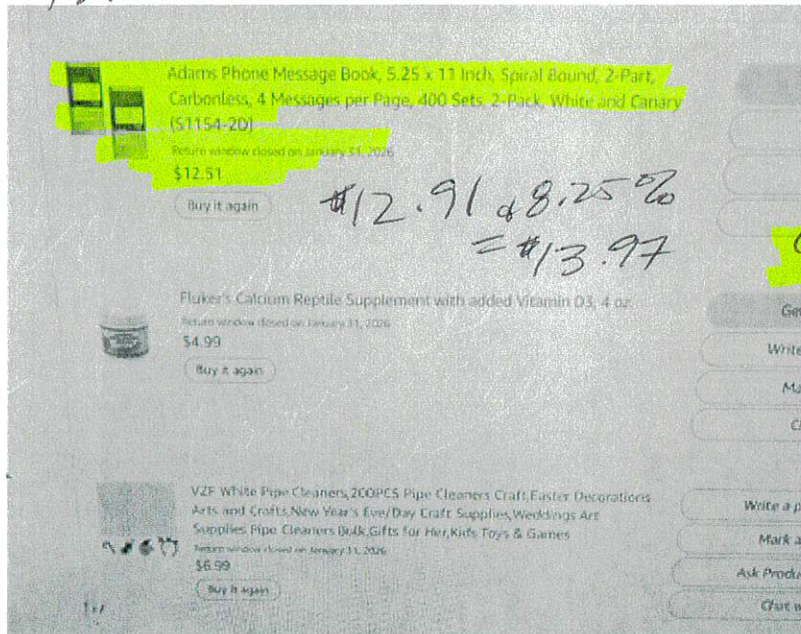 Adams Phone Message Book, 5.25 x 11 Inch, Spiral Bound, 2-Part,
Carbonless, 4 Messages per Page, 400 Sets, 2-Pack, White and Canary
(S1154-2D)
Return window closed on January 31, 2026
$12.51
Buy it again
$12.91 & 8.25%
= $13.97
Fluker's Calcium Reptile Supplement with added Vitamin D3, 4 oz.
Return window closed on January 31, 2026
Ge
$4.99
Write
Buy it again
Ma
VZF White Pipe Cleaners,200PCS Pipe Cleaners Craft,Easter Decorations
Arts and Crafts,New Year's Eve/Day Craft Supplies,Weddings Art
Write a p
Supplies Pipe Cleaners Bulk,Gifts for Her,Kids Toys & Games
Mark a
Return window closed on January 31, 2026
$6.99
Ask Produ
Buy it again
Chat w